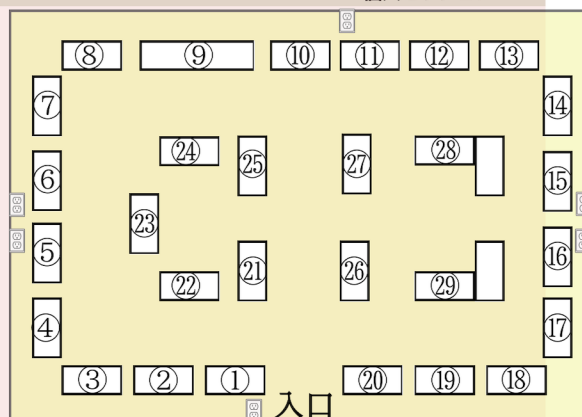 ⑧ ⑨ ⑩ ⑪ ⑫ ⑬
⑦ ⑭
㉔ ㉕ ㉗ ㉘
⑥ ⑮
㉓
⑤ ⑯
㉒ ㉑ ㉖ ㉙
④ ⑰
③ ② ① ⑳ ⑲ ⑱
入口